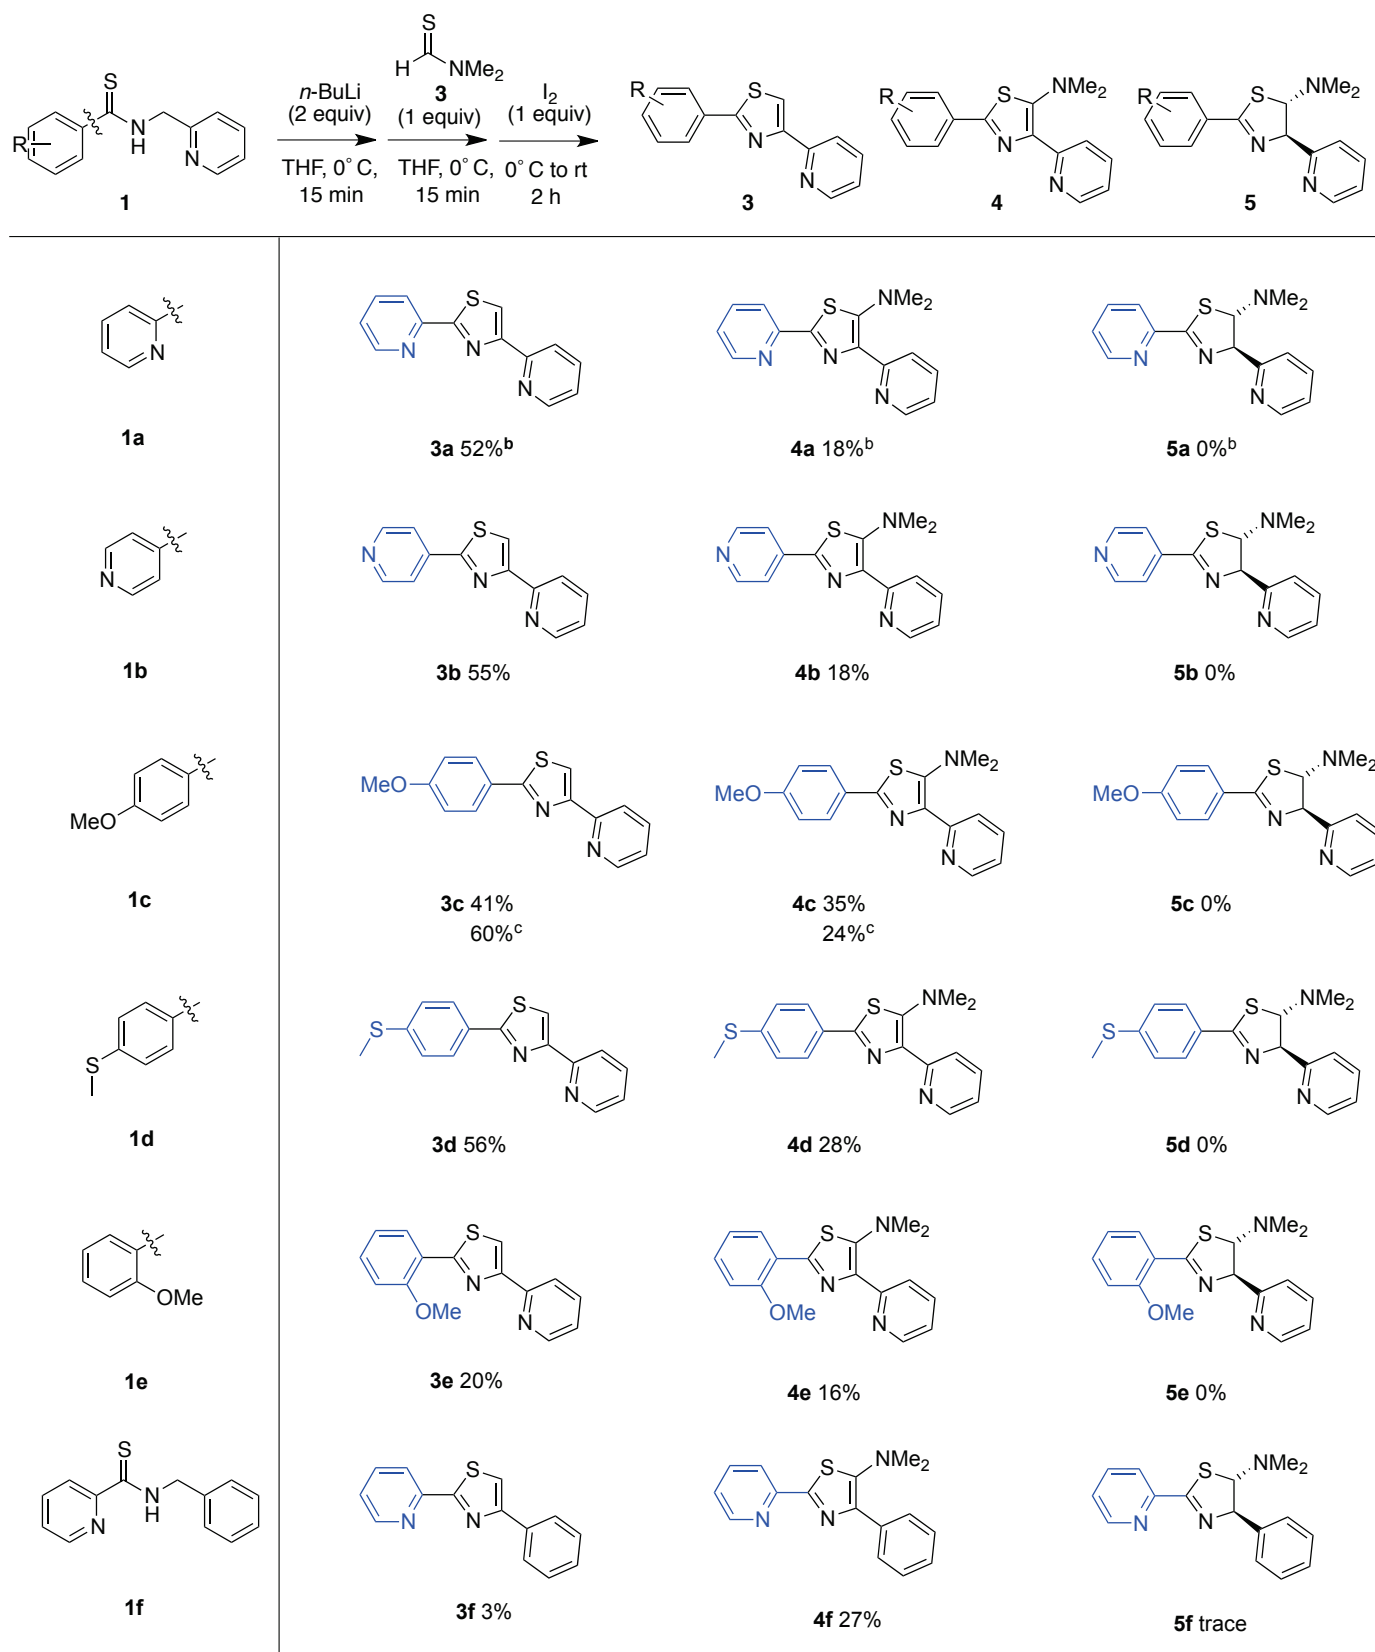 S
H NMe2
3
n-BuLi
(2 equiv)
THF, 0° C,
15 min
(1 equiv)
THF, 0° C,
15 min
I2
(1 equiv)
0° C to rt
2 h
R S N H N
1
R S N N
3
R S N NMe2 N
4
R S N NMe2 N
5
N
1a
N S N N
3a 52%b
N S N NMe2 N
4a 18%b
N S N NMe2 N
5a 0%b
N
1b
N S N N
3b 55%
N S N NMe2 N
4b 18%
N S N NMe2 N
5b 0%
MeO
1c
MeO S N N
3c 41%
60%c
MeO S N NMe2 N
4c 35%
24%c
MeO S N NMe2 N
5c 0%
S
1d
S S N N
3d 56%
S S N NMe2 N
4d 28%
S S N NMe2 N
5d 0%
OMe
1e
S N OMe N
3e 20%
S N NMe2 OMe N
4e 16%
S N NMe2 OMe N
5e 0%
S N H N
1f
N S N
3f 3%
N S N NMe2
4f 27%
N S N NMe2
5f trace